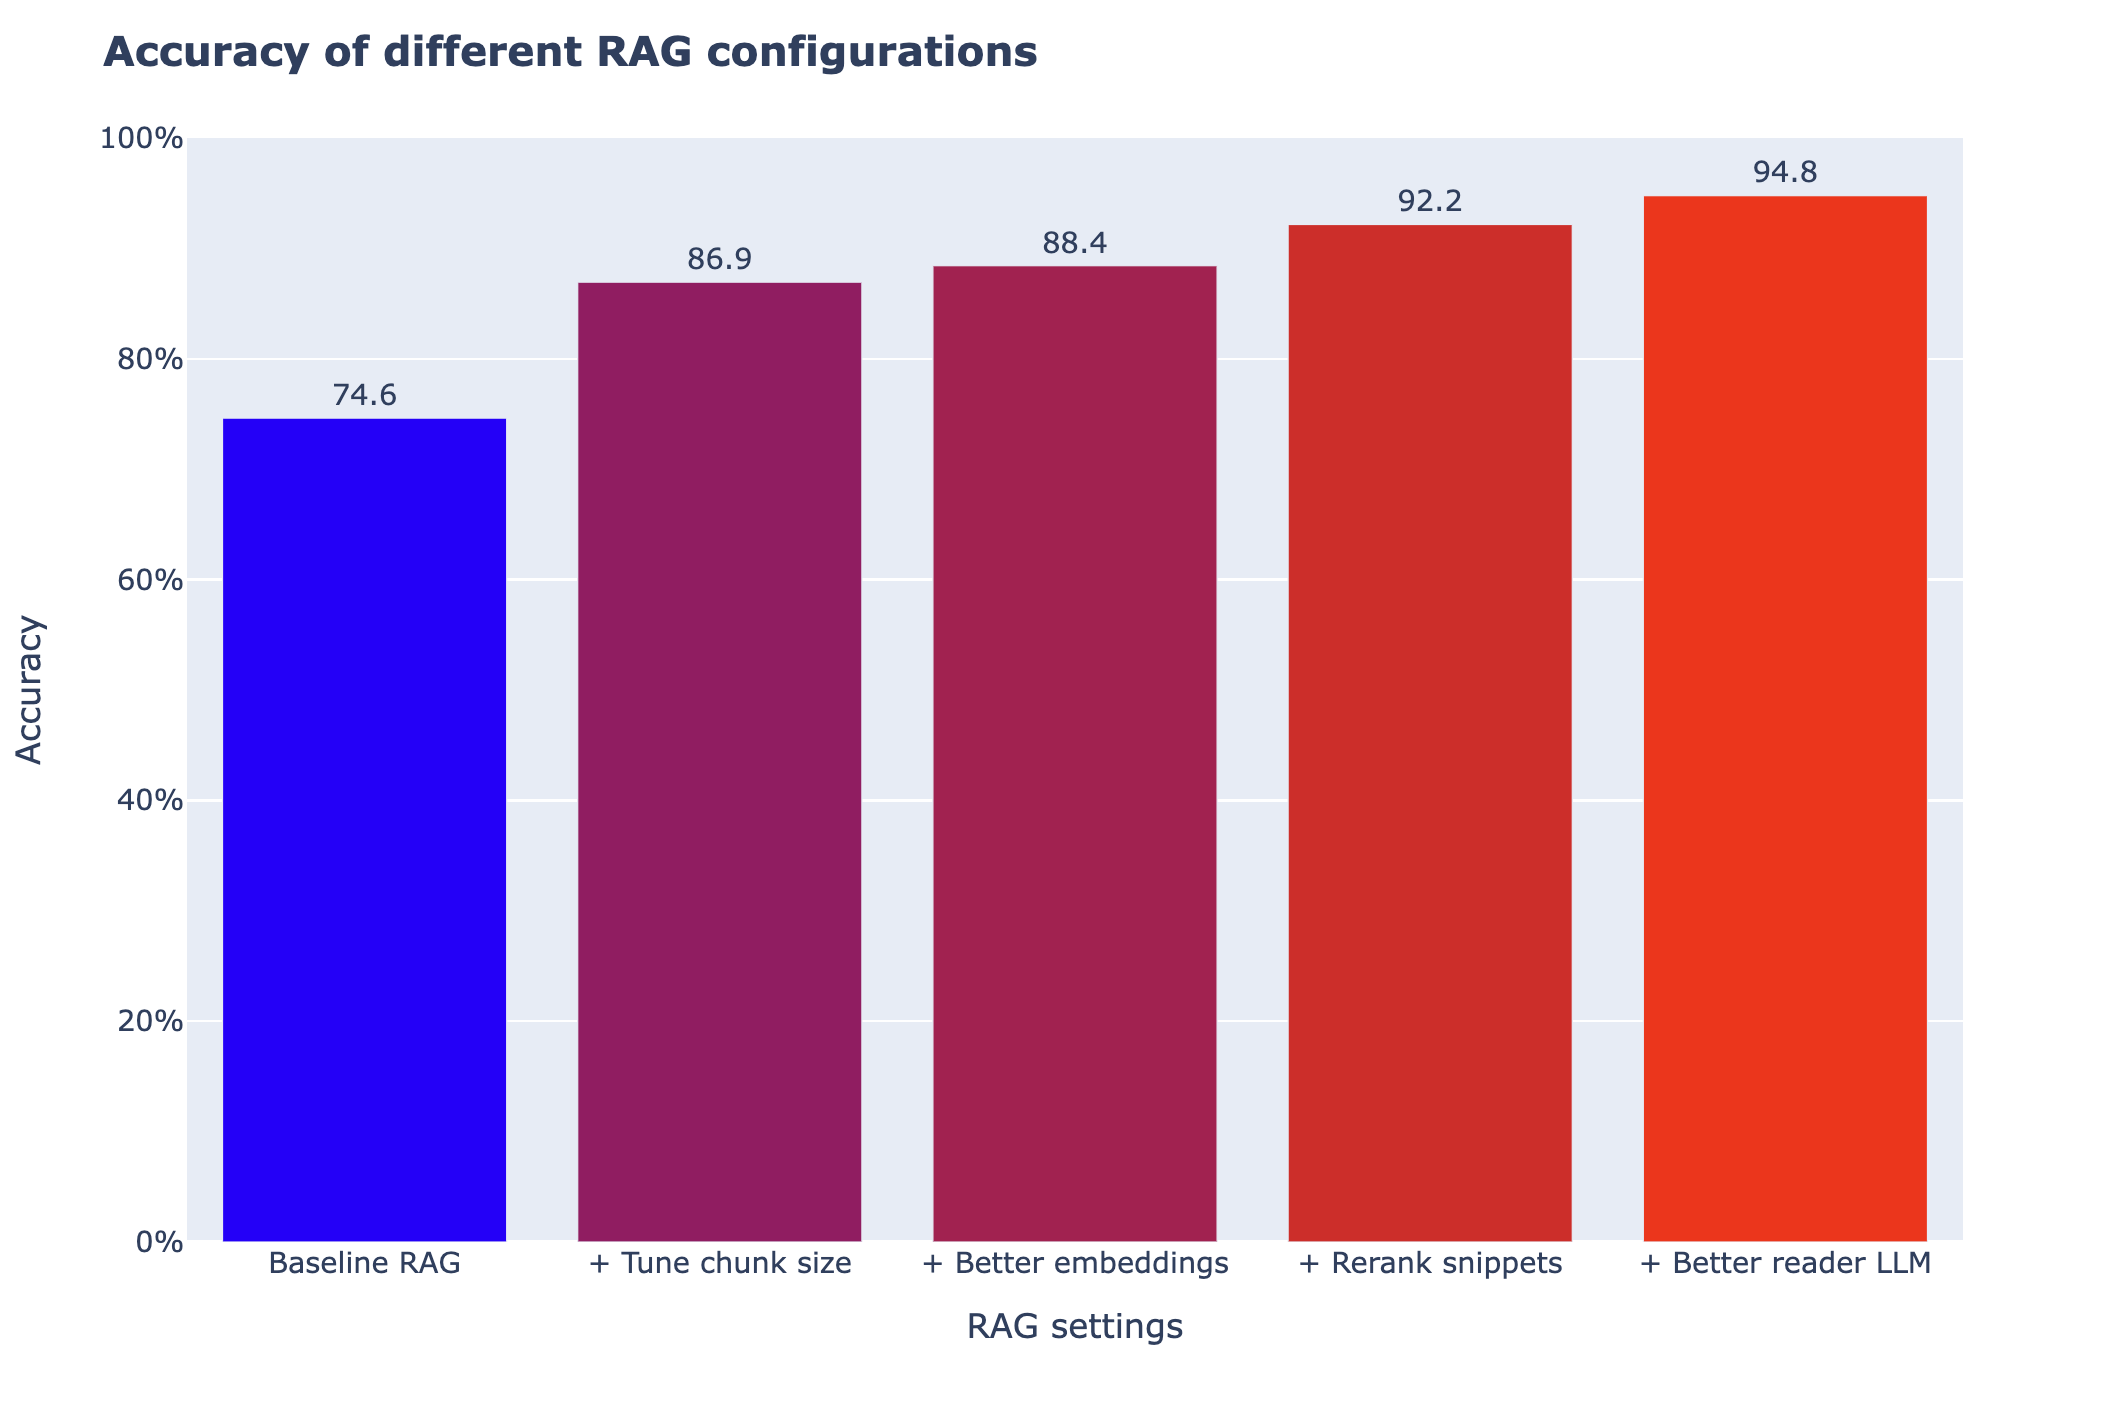 Accuracy of different RAG configurations
100%
80%
60%
40%
20%
0%
Accuracy
74.6
86.9
88.4
92.2
94.8
Baseline RAG
+ Tune chunk size
+ Better embeddings
+ Rerank snippets
+ Better reader LLM
RAG settings